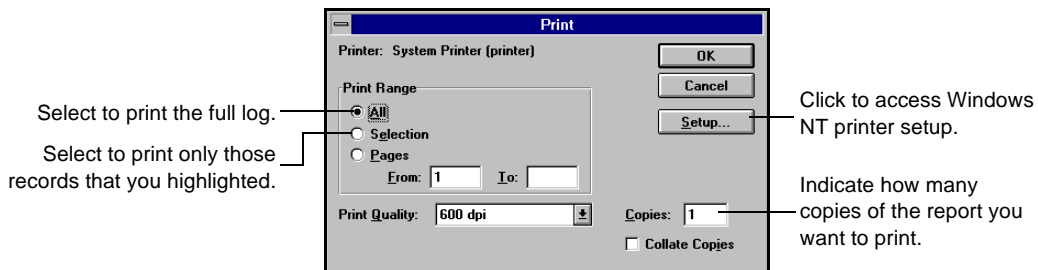 Print
Printer: System Printer (printer)
OK
Cancel
Setup...
Print Range
All
Selection
Pages
From: 1 To:
Print Quality: 600 dpi
Copies: 1
Collate Copies
Select to print the full log.
Select to print only those
records that you highlighted.
Click to access Windows
NT printer setup.
Indicate how many
copies of the report you
want to print.